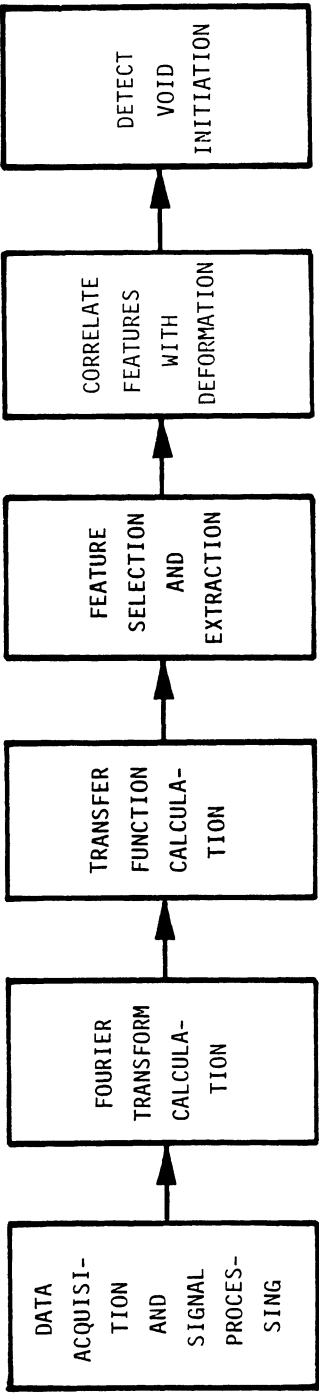 DATA
ACQUISI-
TION
AND
SIGNAL
PROCES-
SING
FOURIER
TRANSFORM
CALCULA-
TION
TRANSFER
FUNCTION
CALCULA-
TION
FEATURE
SELECTION
AND
EXTRACTION
CORRELATE
FEATURES
WITH
DEFORMATION
DETECT
VOID
INITIATION